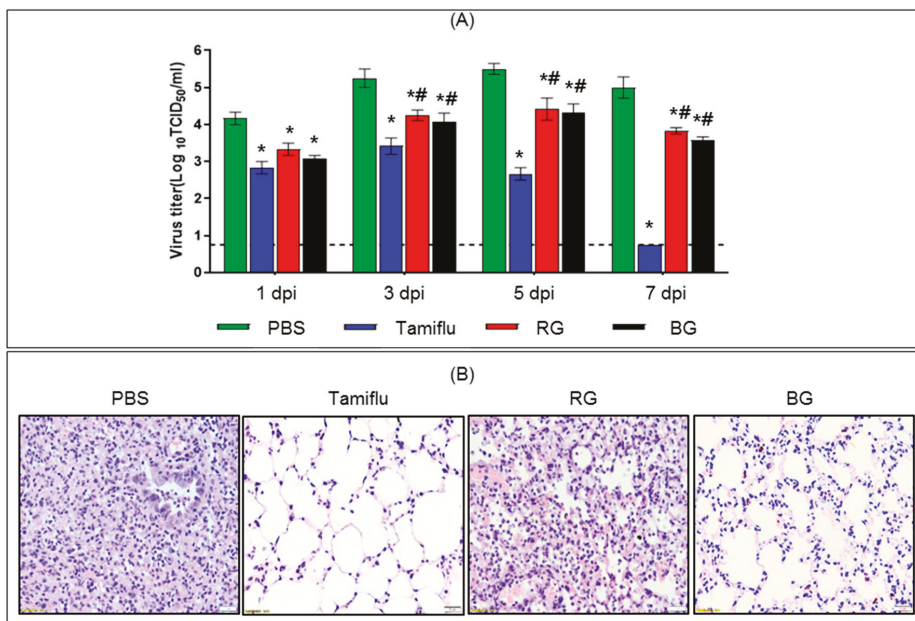 (A)
Virus titer(Log 10TCID50/ml)
6
5
4
3
2
1
0
* * *
* *# *#
* *# *#
* *# *#
1 dpi 3 dpi 5 dpi 7 dpi
PBS Tamiflu RG BG
(B)
PBS Tamiflu RG BG